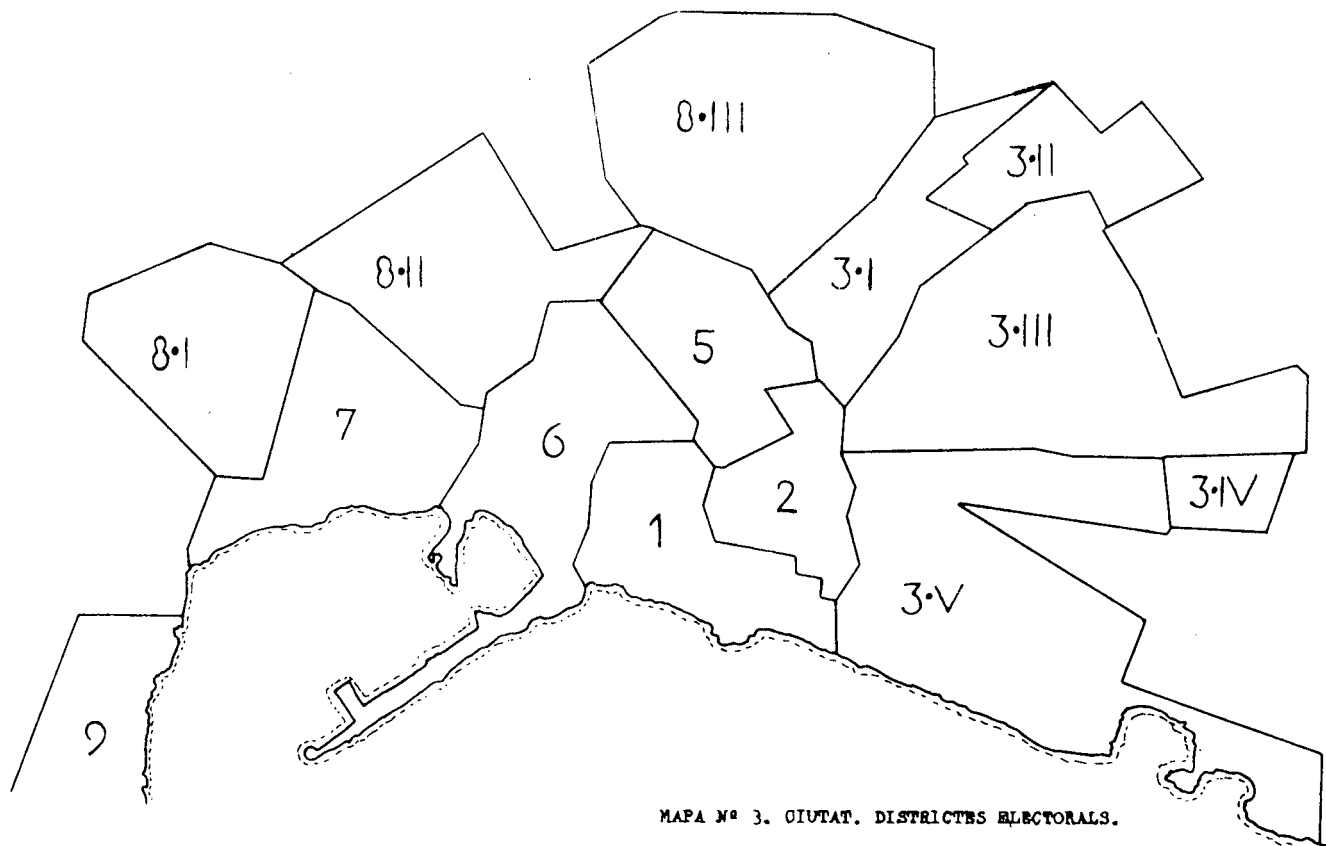 8·III
3·II
8·II
3·I
3·III
8·I
5
7
6
3·IV
2
1
3·V
9
MAPA Nº 3. CIUTAT. DISTRICTES ELECTORALS.